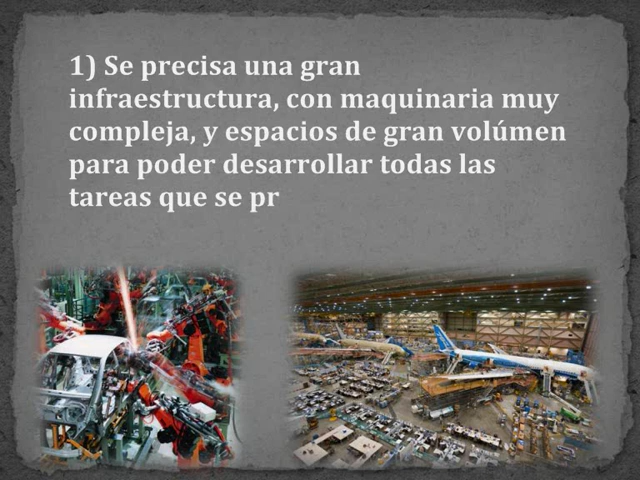 1) Se precisa una gran
infraestructura, con maquinaria muy
compleja, y espacios de gran volúmen
para poder desarrollar todas las
tareas que se pr